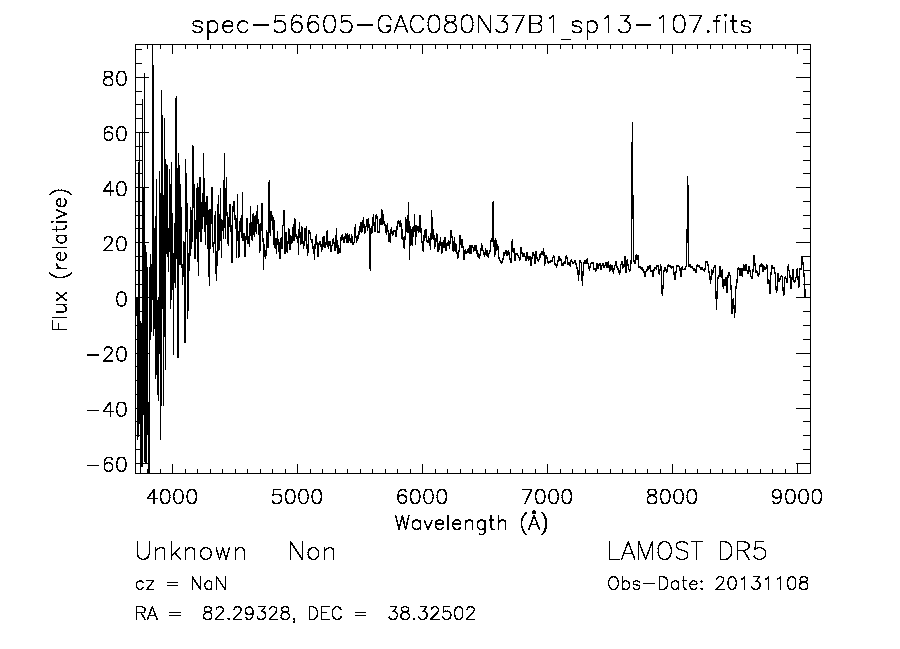 spec-56605-GAC080N37B1_sp13-107.fits
80
60
40
20
0
-20
-40
-60
Flux (relative)
4000 5000 6000 7000 8000 9000
Wavelength (Å)
Unknown Non LAMOST DR5
cz = NaN Obs-Date: 20131108
RA = 82.29328, DEC = 38.32502